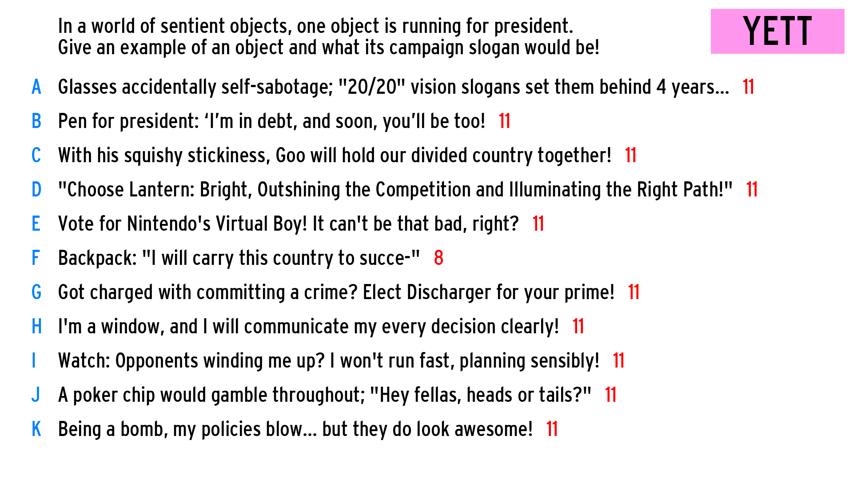 In a world of sentient objects, one object is running for president.
Give an example of an object and what its campaign slogan would be!
YETT
A Glasses accidentally self-sabotage; "20/20" vision slogans set them behind 4 years... 11
B Pen for president: ‘I’m in debt, and soon, you’ll be too! 11
C With his squishy stickiness, Goo will hold our divided country together! 11
D "Choose Lantern: Bright, Outshining the Competition and Illuminating the Right Path!" 11
E Vote for Nintendo's Virtual Boy! It can't be that bad, right? 11
F Backpack: "I will carry this country to succe-" 8
G Got charged with committing a crime? Elect Discharger for your prime! 11
H I'm a window, and I will communicate my every decision clearly! 11
I Watch: Opponents winding me up? I won't run fast, planning sensibly! 11
J A poker chip would gamble throughout; "Hey fellas, heads or tails?" 11
K Being a bomb, my policies blow... but they do look awesome! 11